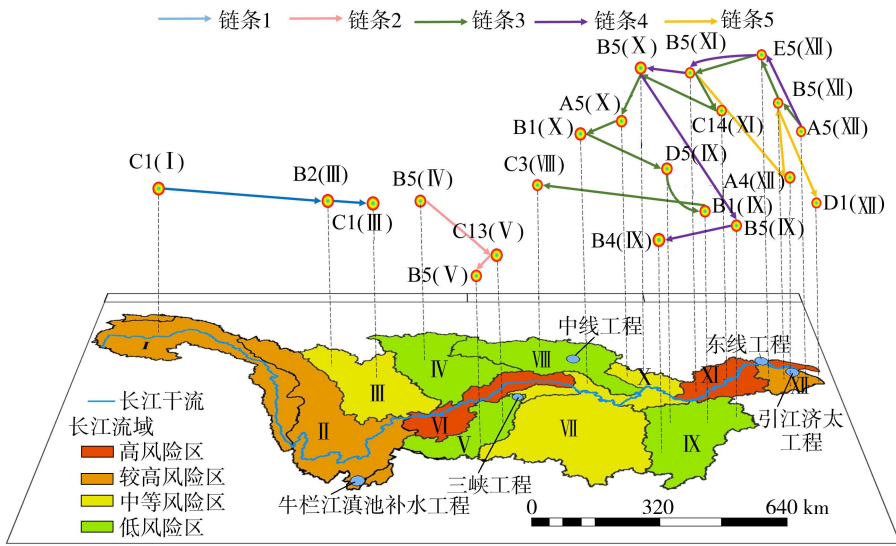 链条1 链条2 链条3 链条4 链条5
B5(Ⅹ) B5(Ⅺ) E5(Ⅻ)
B5(Ⅻ)
A5(Ⅹ)
B1(Ⅹ) C14(Ⅺ) A5(Ⅻ)
D5(Ⅸ)
C1(Ⅰ) B2(Ⅲ) B5(Ⅳ) C3(Ⅷ) A4(Ⅻ)
C1(Ⅲ) B1(Ⅸ) D1(Ⅻ)
C13(Ⅴ) B4(Ⅸ) B5(Ⅸ)
B5(Ⅴ)
中线工程
东线工程
Ⅰ Ⅱ Ⅲ Ⅳ Ⅴ Ⅵ Ⅶ Ⅷ Ⅸ Ⅹ Ⅺ Ⅻ
引江济太
工程
三峡工程
牛栏江滇池补水工程
长江干流
长江流域
高风险区
较高风险区
中等风险区
低风险区
0 320 640 km